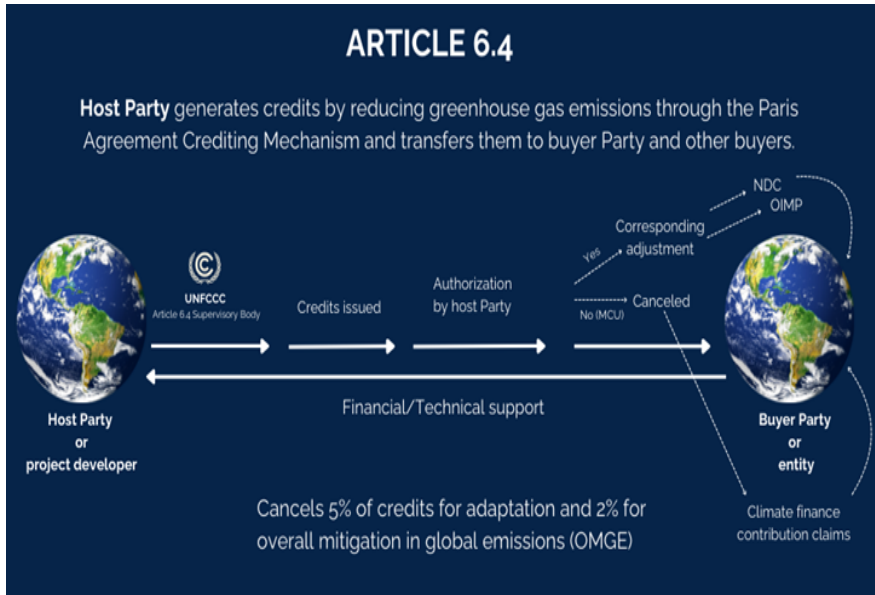 ARTICLE 6.4
Host Party generates credits by reducing greenhouse gas emissions through the Paris
Agreement Crediting Mechanism and transfers them to buyer Party and other buyers.
NDC
OIMP
Corresponding
adjustment
Yes
UNFCCC
Article 6.4 Supervisory Body
Credits issued
Authorization
by host Party
Canceled
No (MCU)
Financial/Technical support
Host Party
or
project developer
Buyer Party
or
entity
Cancels 5% of credits for adaptation and 2% for
overall mitigation in global emissions (OMGE)
Climate finance
contribution claims